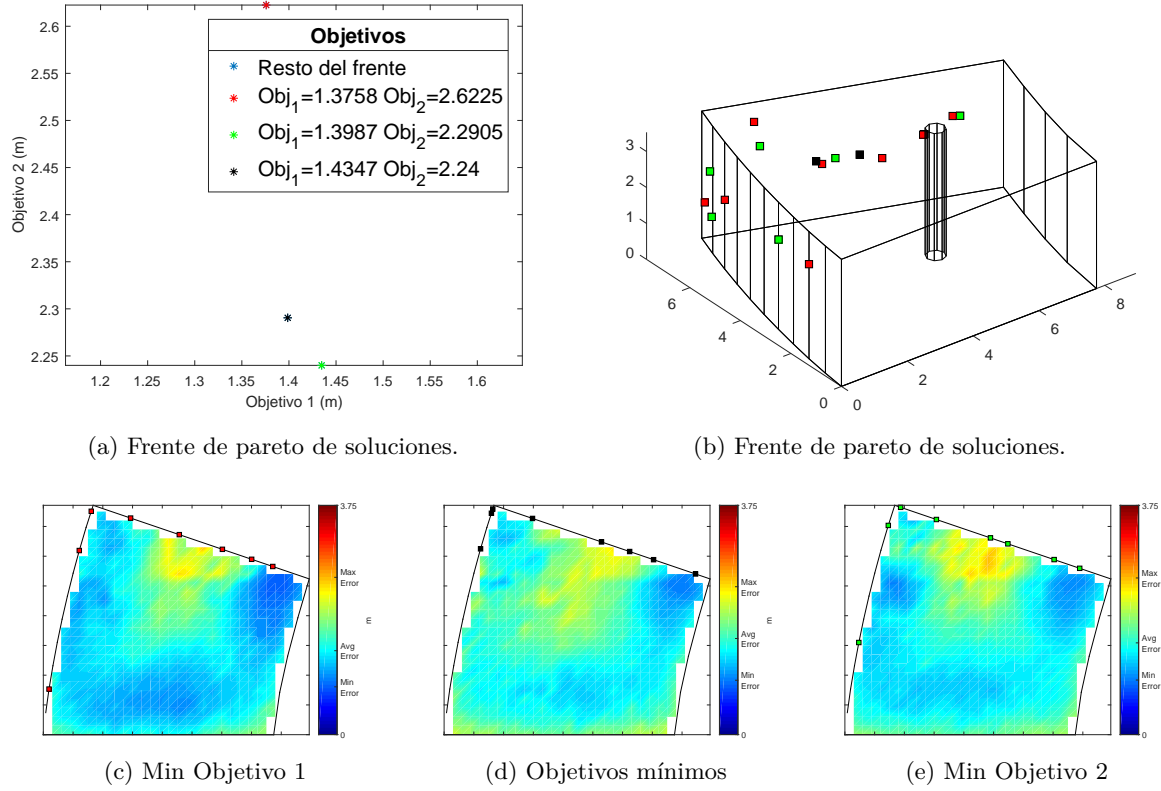 2.6
2.55
2.5
2.45
2.4
2.35
2.3
2.25
Objetivo 2 (m)
1.2 1.25 1.3 1.35 1.4 1.45 1.5 1.55 1.6
Objetivo 1 (m)
Objetivos
Resto del frente
Obj1=1.3758 Obj2=2.6225
Obj1=1.3987 Obj2=2.2905
Obj1=1.4347 Obj2=2.24
3
2
1
0
6
4
2
0
0
2
4
6
8
(a) Frente de pareto de soluciones.
(b) Frente de pareto de soluciones.
3.75
Max
Error
Avg
Error
Min
Error
0
m
3.75
Max
Error
Avg
Error
Min
Error
0
m
3.75
Max
Error
Avg
Error
Min
Error
0
(c) Min Objetivo 1
(d) Objetivos mínimos
(e) Min Objetivo 2